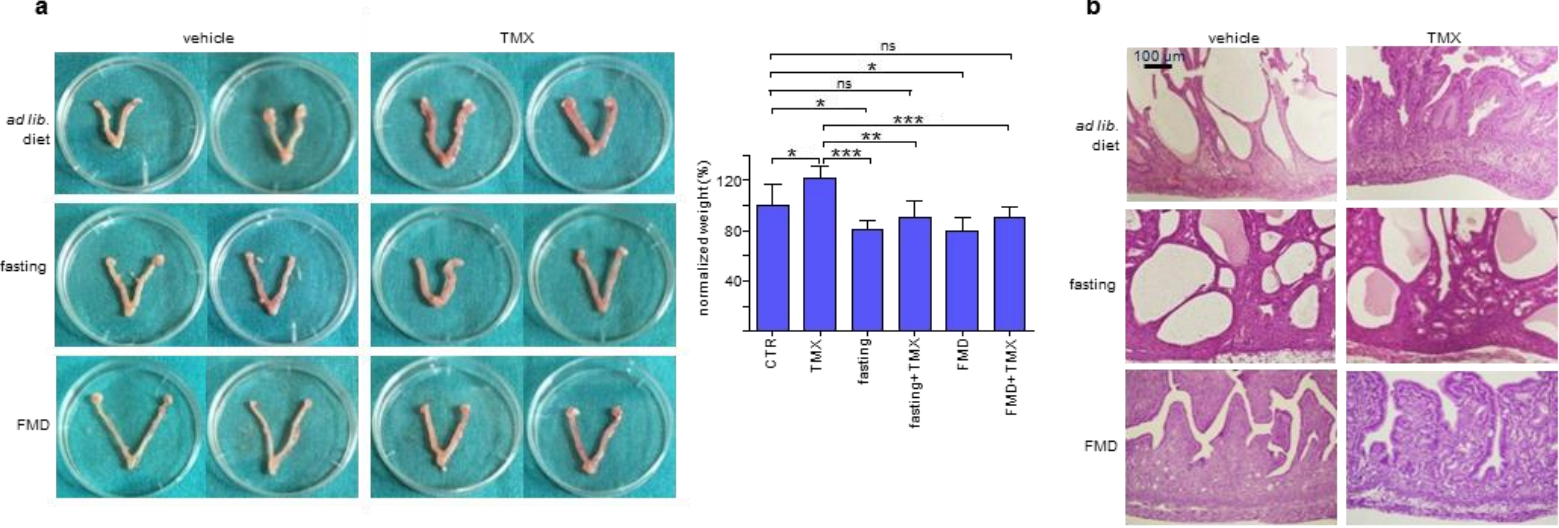 a
vehicle
TMX
ad lib.
diet
fasting
FMD
ns
*
ns
*
***
**
* ***
normalized weight (%)
120
80
40
CTR
TMX
fasting
fasting+TMX
FMD
FMD+TMX
b
vehicle
TMX
100 µm
ad lib.
diet
fasting
FMD